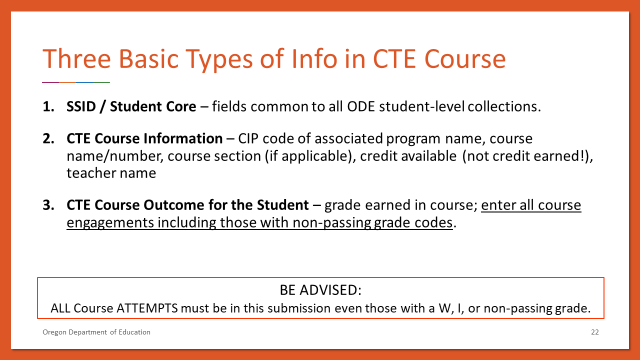 Three Basic Types of Info in CTE Course
1. SSID / Student Core – fields common to all ODE student-level collections.
2. CTE Course Information – CIP code of associated program name, course
name/number, course section (if applicable), credit available (not credit earned!),
teacher name
3. CTE Course Outcome for the Student – grade earned in course; enter all course
engagements including those with non-passing grade codes.
BE ADVISED:
ALL Course ATTEMPTS must be in this submission even those with a W, I, or non-passing grade.
Oregon Department of Education
22